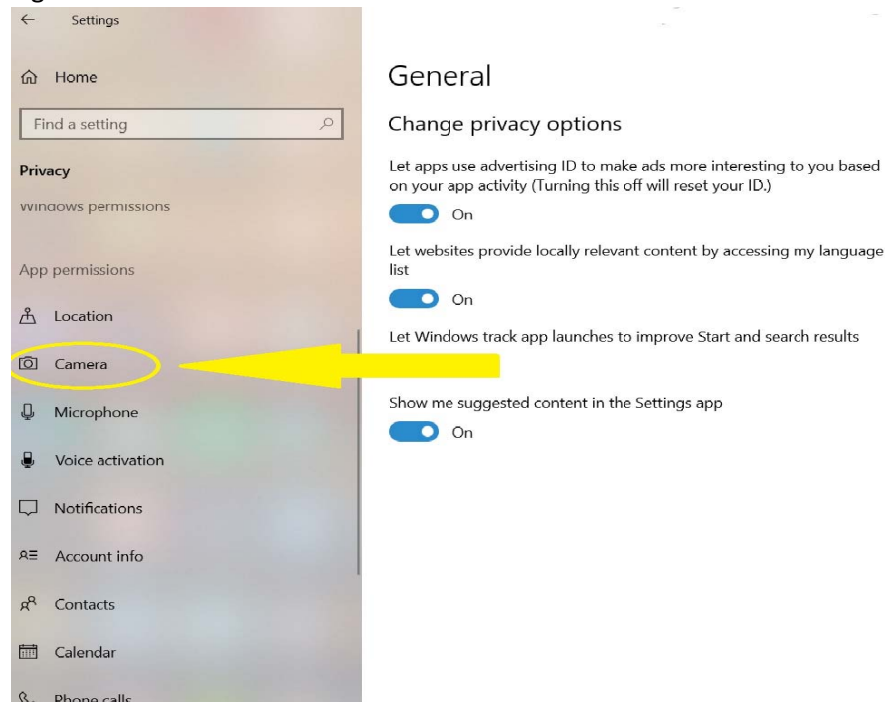 Settings
Home
Find a setting
Privacy
Windows permissions
App permissions
Location
Camera
Microphone
Voice activation
Notifications
Account info
Contacts
Calendar
Phone calls
General
Change privacy options
Let apps use advertising ID to make ads more interesting to you based
on your app activity (Turning this off will reset your ID.)
On
Let websites provide locally relevant content by accessing my language
list
On
Let Windows track app launches to improve Start and search results
Show me suggested content in the Settings app
On